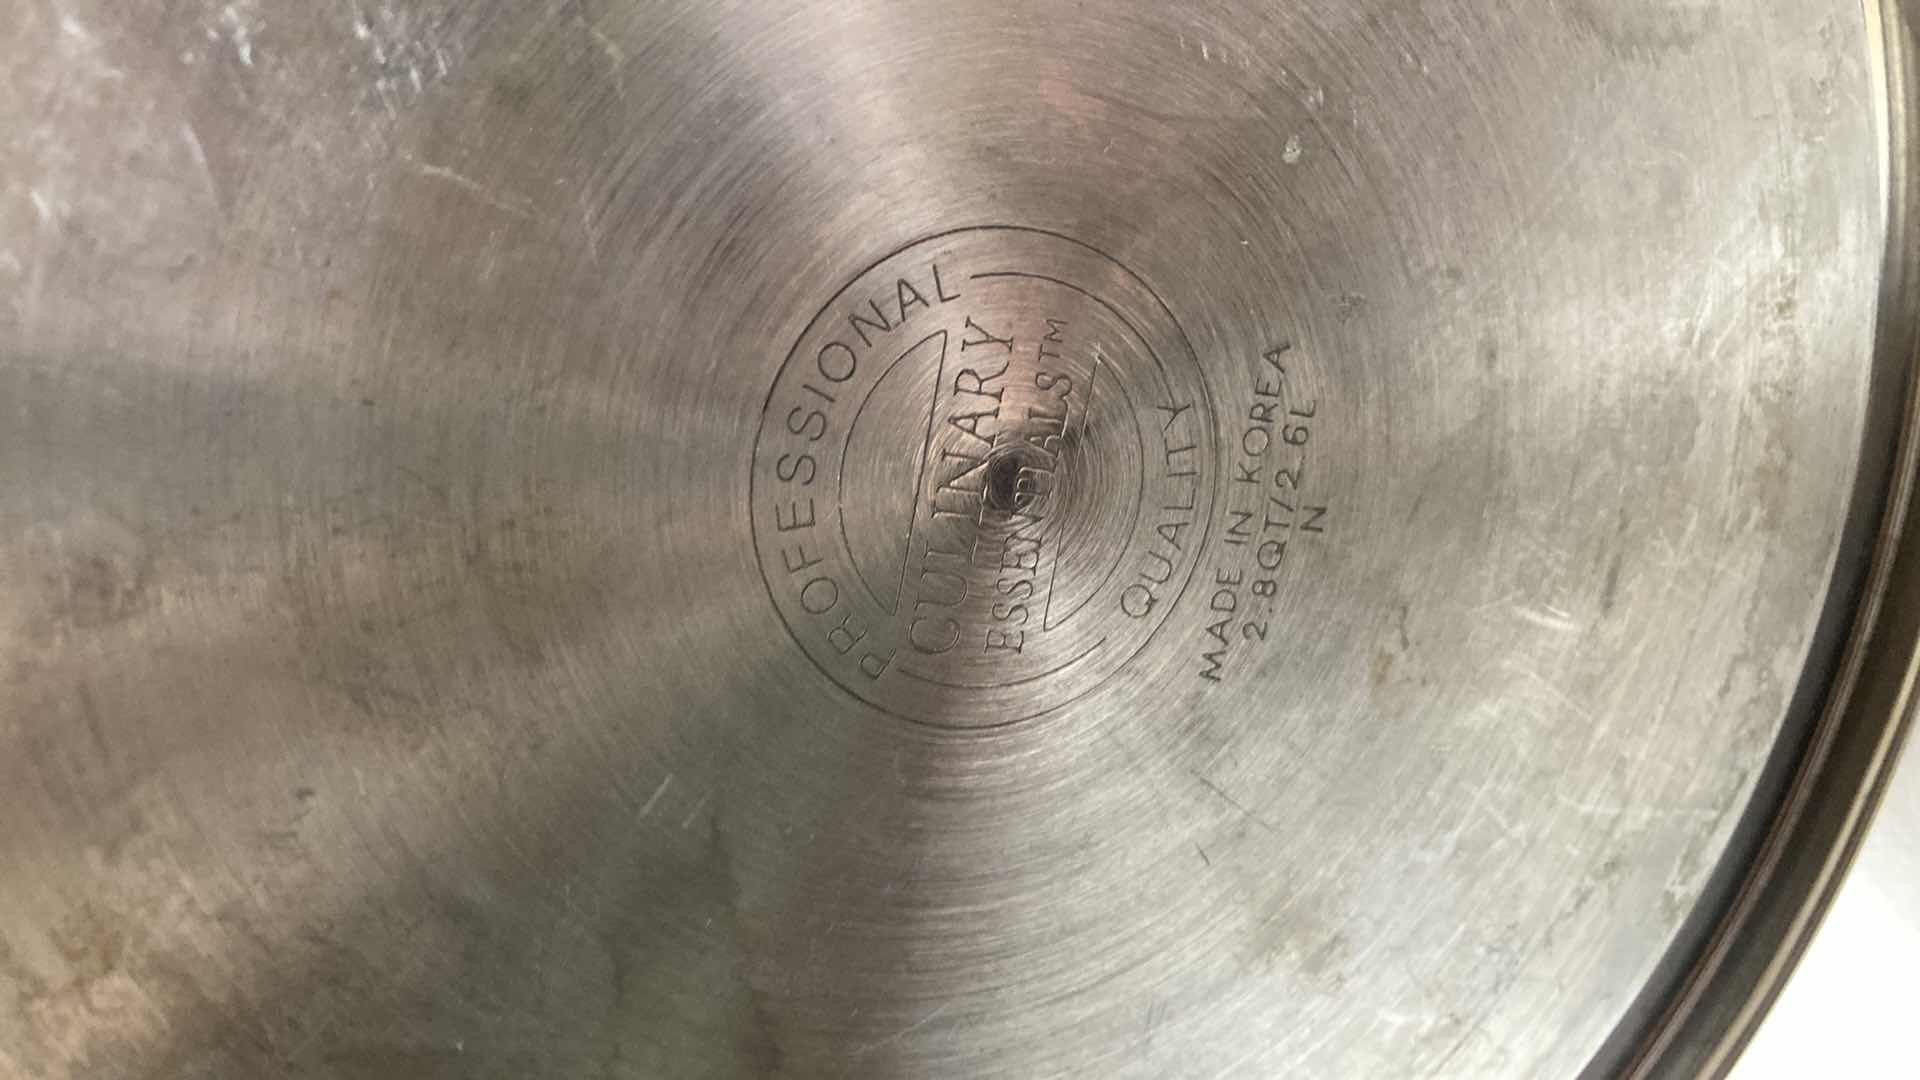 PROFESSIONAL
CULINARY
ESSENTIALS™
QUALITY
MADE IN KOREA
2.8QT/2.6L
N